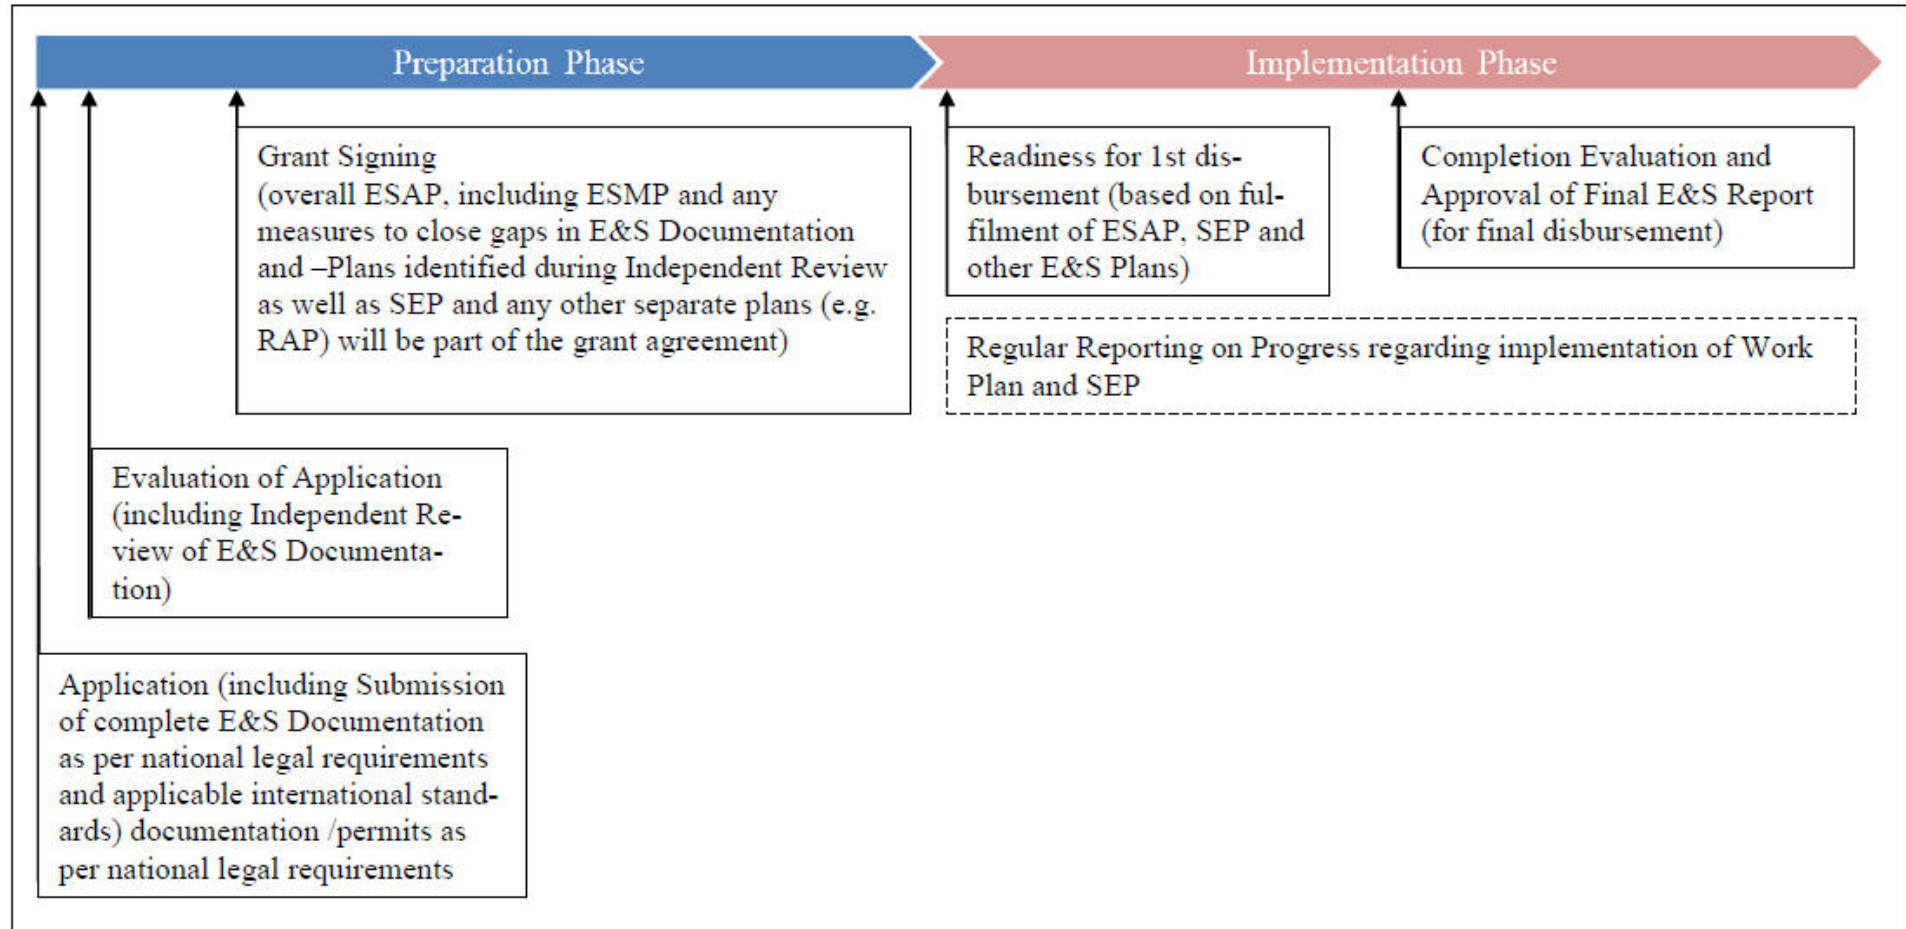 Preparation Phase
Implementation Phase
Grant Signing
(overall ESAP, including ESMP and any
measures to close gaps in E&S Documentation
and –Plans identified during Independent Review
as well as SEP and any other separate plans (e.g.
RAP) will be part of the grant agreement)
Readiness for 1st dis-
bursement (based on ful-
filment of ESAP, SEP and
other E&S Plans)
Completion Evaluation and
Approval of Final E&S Report
(for final disbursement)
Regular Reporting on Progress regarding implementation of Work
Plan and SEP
Evaluation of Application
(including Independent Re-
view of E&S Documenta-
tion)
Application (including Submission
of complete E&S Documentation
as per national legal requirements
and applicable international stand-
ards) documentation /permits as
per national legal requirements